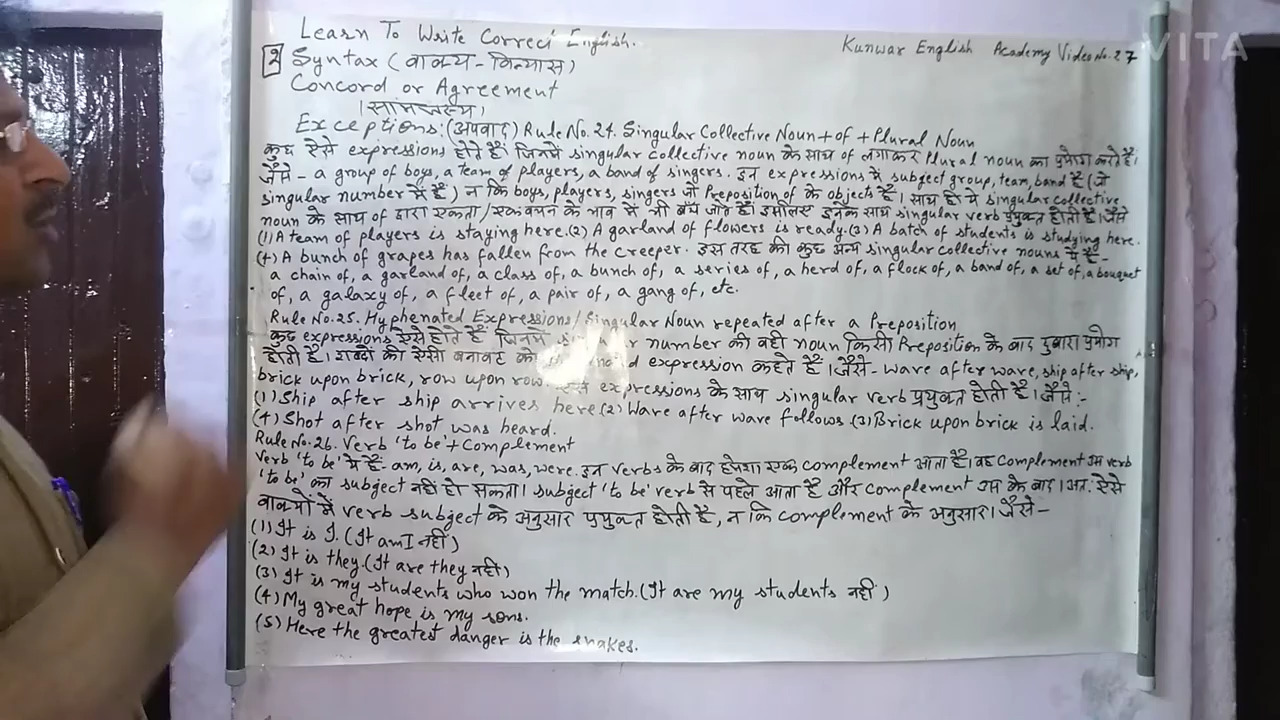 Learn To Write Correct English.
Kunwar English Academy Video No. 27
VITA
2 Syntax (वाक्य-विन्यास)
Concord or Agreement
(सामन्जस्य)
Exceptions: (अपवाद) Rule No. 24. Singular Collective Noun + of + Plural Noun
कुछ ऐसे expressions होते हैं जिनमें singular collective noun के साथ of लगाकर Plural noun का प्रयोग करते हैं।
जैसे - a group of boys, a team of players, a band of singers. इन expressions में subject group, team, band हैं (जो
singular number में हैं) न कि boys, players, singers जो Preposition of के objects हैं। साथ ही ये singular collective
noun के साथ of द्वारा एकता/एकवचन के भाव में भी बंध जाते हैं। इसलिए इनके साथ singular verb प्रयुक्त होती है। जैसे
(1) A team of players is staying here. (2) A garland of flowers is ready. (3) A batch of students is studying here.
(4) A bunch of grapes has fallen from the creeper. इस तरह की कुछ अन्य singular collective nouns में हैं-
a chain of, a garland of, a class of, a bunch of, a series of, a herd of, a flock of, a band of, a set of, a bouquet
of, a galaxy of, a fleet of, a pair of, a gang of, etc.
Rule No. 25. Hyphenated Expressions/Singular Noun repeated after a Preposition
कुछ expressions ऐसे होते हैं जिनमें number की वही noun किसी Preposition के बाद दुबारा प्रयोग
होती है। शब्दों की ऐसी बनावट को expression कहते हैं। जैसे- wave after wave, ship after ship,
brick upon brick, row upon row. ऐसे expressions के साथ singular verb प्रयुक्त होती है। जैसे:-
(1) Ship after ship arrives here (2) Wave after wave follows. (3) Brick upon brick is laid.
(4) Shot after shot was heard.
Rule No. 26. Verb 'to be' + Complement
Verb 'to be' में हैं- am, is, are, was, were. इन verbs के बाद हमेशा एक complement आता है। वह complement उस verb
'to be' का subject नहीं हो सकता। subject 'to be' verb से पहले आता है और complement उस के बाद। अतः ऐसे
वाक्यों में verb subject के अनुसार प्रयुक्त होती है, न कि complement के अनुसार। जैसे-
(1) It is I. (It am I नहीं)
(2) It is they. (It are they नहीं)
(3) It is my students who won the match. (It are my students नहीं)
(4) My great hope is my sons.
(5) Here the greatest danger is the snakes.